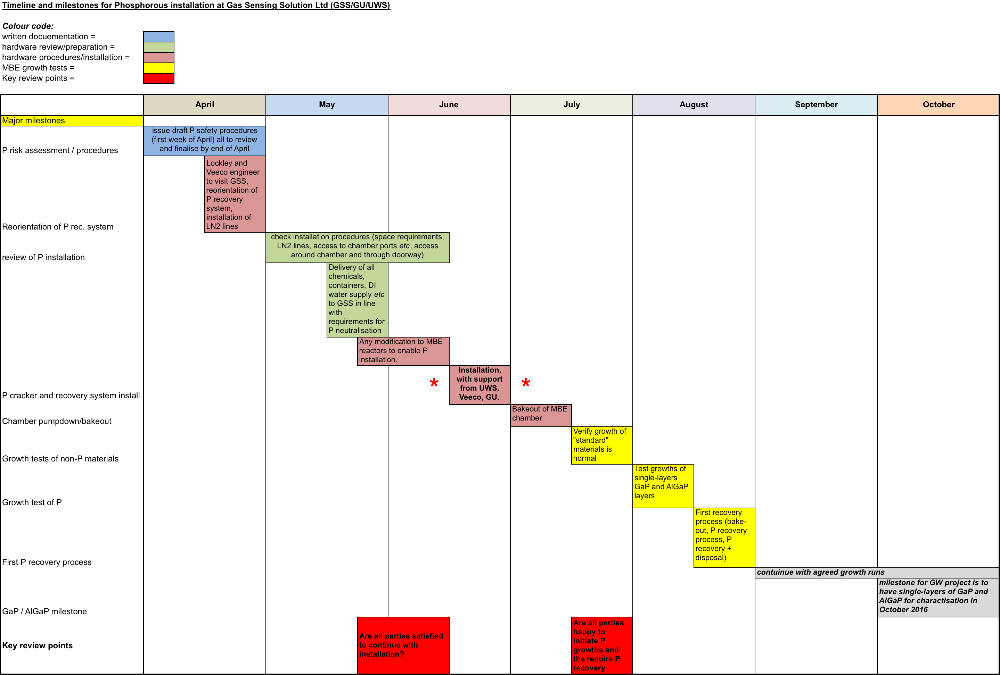 Timeline and milestones for Phosphorous installation at Gas Sensing Solution Ltd (GSS/GU/UWS)
Colour code:
written docuementation =
hardware review/preparation =
hardware procedures/installation =
MBE growth tests =
Key review points =
April
May
June
July
August
September
October
Major milestones
issue draft P safety procedures
(first week of April) all to review
and finalise by end of April
P risk assessment / procedures
Lockley and
Veeco engineer
to visit GSS,
reorientation of
P recovery
system,
installation of
LN2 lines
Reorientation of P rec. system
check installation procedures (space requirements,
LN2 lines, access to chamber ports etc, access
around chamber and through doorway)
review of P installation
Delivery of all
chemicals,
containers, DI
water supply etc
to GSS in line
with
requirements for
P neutralisation
Any modification to MBE
reactors to enable P
installation.
*
Installation,
with support
from UWS,
Veeco, GU.
*
P cracker and recovery system install
Bakeout of MBE
chamber
Chamber pumpdown/bakeout
Verify growth of
"standard"
materials is
normal
Growth tests of non-P materials
Test growths of
single-layers
GaP and AlGaP
layers
Growth test of P
First recovery
process (bake-
out, P recovery
process, P
recovery +
disposal)
First P recovery process
contuinue with agreed growth runs
milestone for GW project is to
have single-layers of GaP and
AlGaP for charactisation in
October 2016
GaP / AlGaP milestone
Key review points
Are all parties satisfied
to continue with
installation?
Are all parties
happy to
initiate P
growths and
the require P
recovery